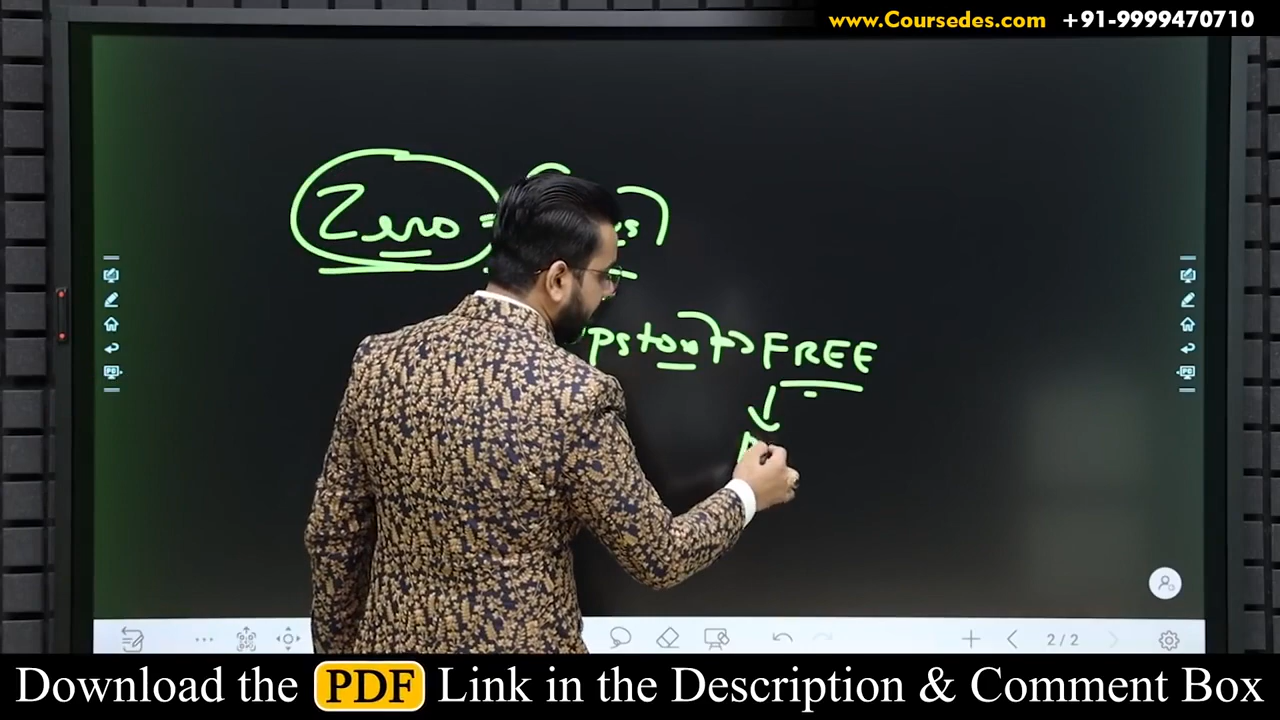 www.Coursedes.com +91-9999470710
Zero =
FREE
2/2
Download the PDF Link in the Description & Comment Box